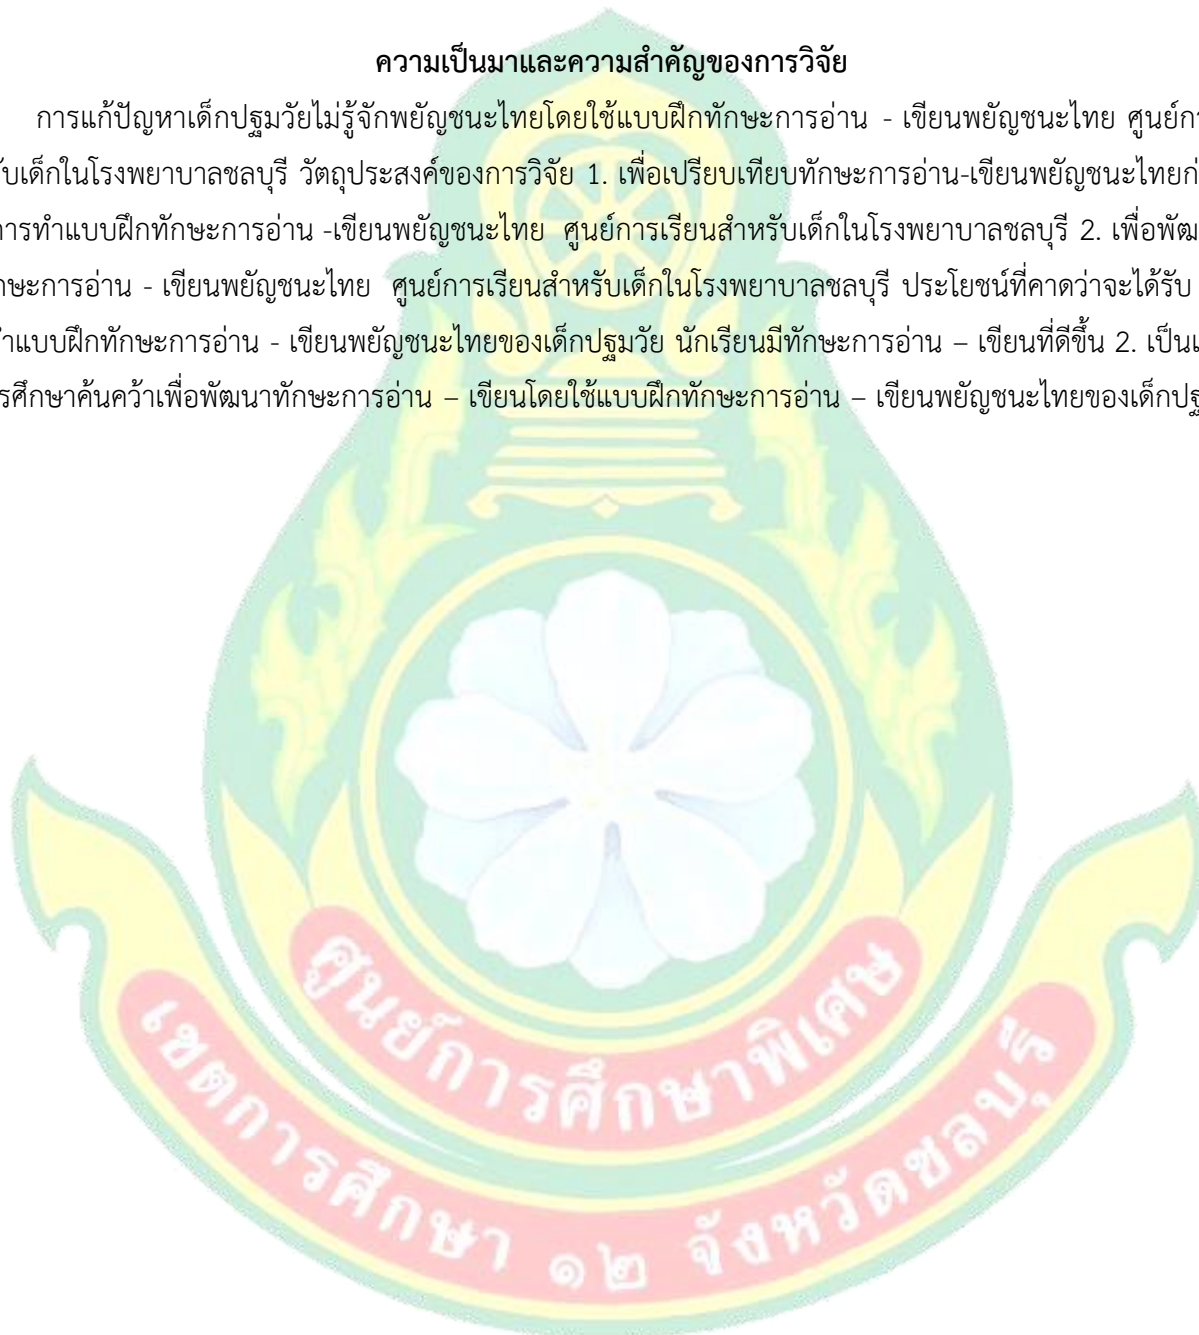 ความเป็นมาและความสำคัญของการวิจัย
การแก้ปัญหาเด็กปฐมวัยไม่รู้จักพยัญชนะไทยโดยใช้แบบฝึกทักษะการอ่าน - เขียนพยัญชนะไทย ศูนย์กา
ับเด็กในโรงพยาบาลชลบุรี วัตถุประสงค์ของการวิจัย 1. เพื่อเปรียบเทียบทักษะการอ่าน-เขียนพยัญชนะไทยก่
ารทำแบบฝึกทักษะการอ่าน -เขียนพยัญชนะไทย ศูนย์การเรียนสำหรับเด็กในโรงพยาบาลชลบุรี 2. เพื่อพัฒ
กษะการอ่าน - เขียนพยัญชนะไทย ศูนย์การเรียนสำหรับเด็กในโรงพยาบาลชลบุรี ประโยชน์ที่คาดว่าจะได้รับ
ำแบบฝึกทักษะการอ่าน - เขียนพยัญชนะไทยของเด็กปฐมวัย นักเรียนมีทักษะการอ่าน – เขียนที่ดีขึ้น 2. เป็นแ
รศึกษาค้นคว้าเพื่อพัฒนาทักษะการอ่าน – เขียนโดยใช้แบบฝึกทักษะการอ่าน – เขียนพยัญชนะไทยของเด็กปฐ
ศูนย์การศึกษาพิเศษ
เขตการศึกษา ๑๒ จังหวัดชลบุรี